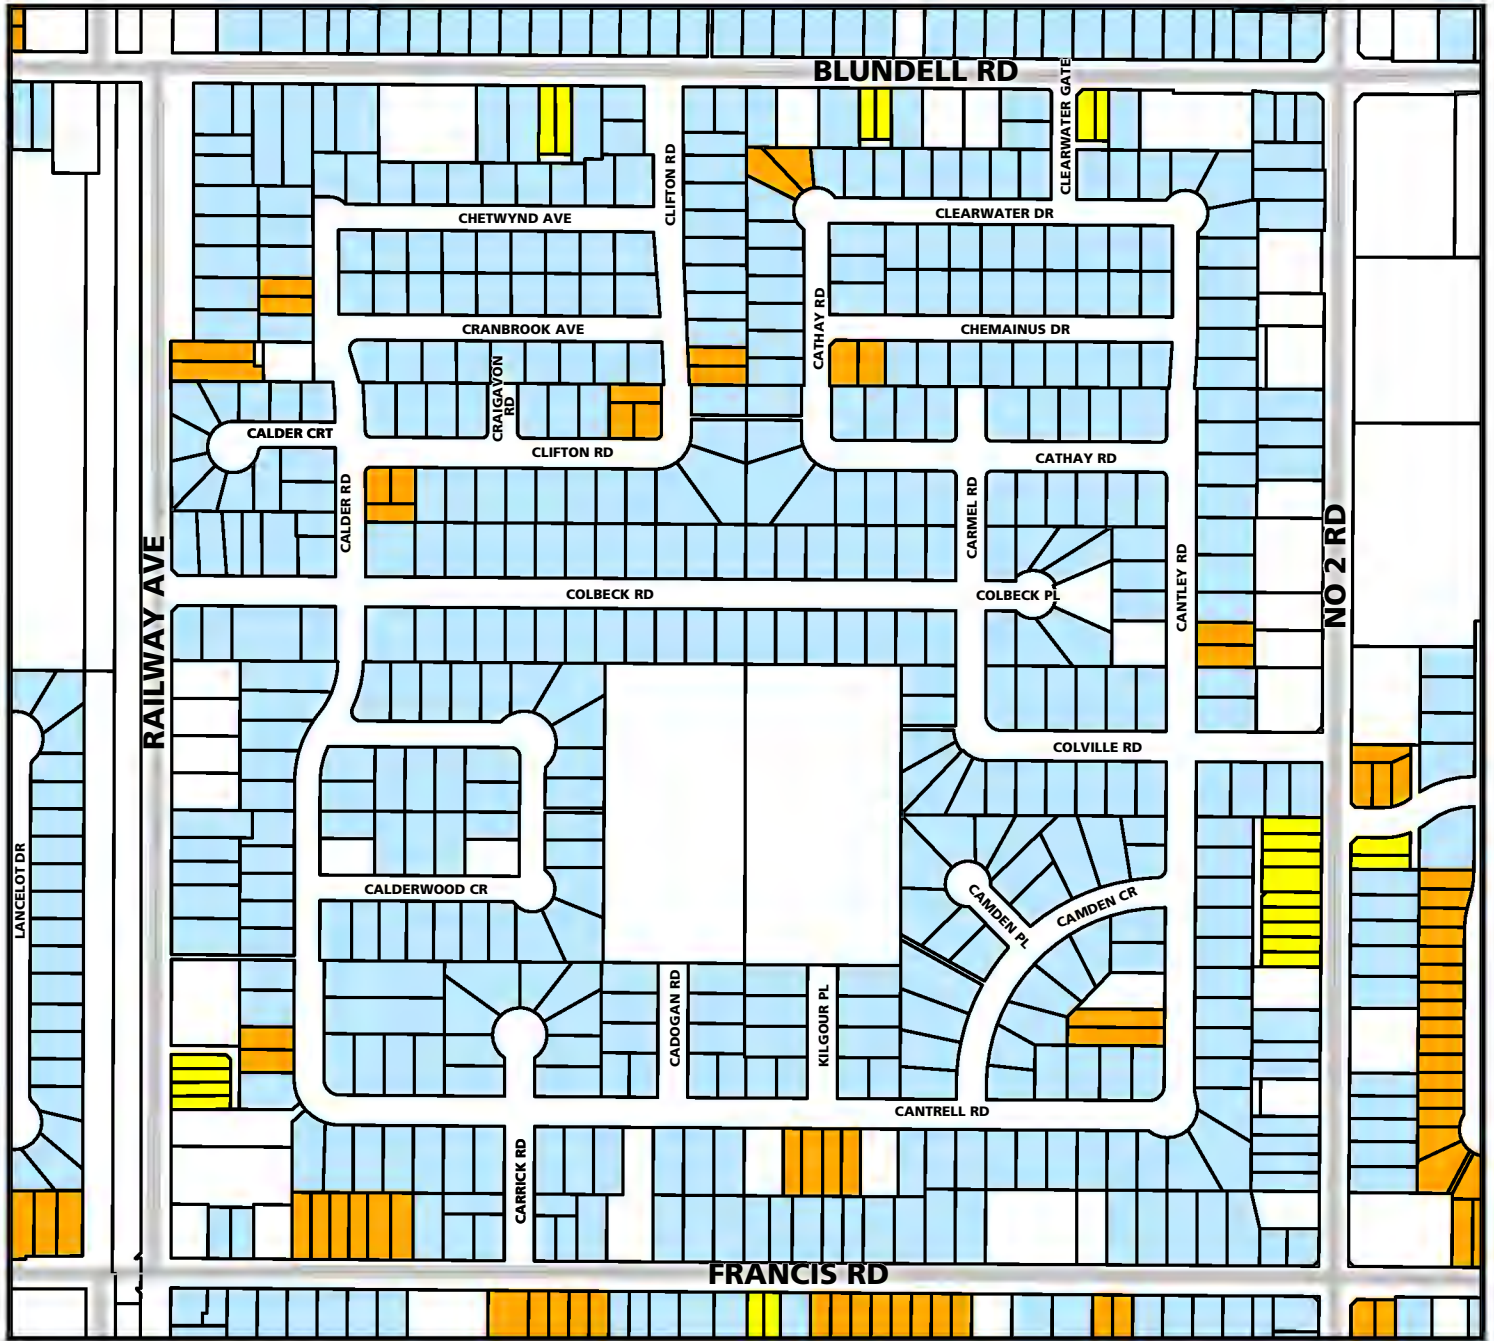 BLUNDELL RD
CLEARWATER GATE
CLIFTON RD
CHETWYND AVE
CLEARWATER DR
CATHAY RD
CRANBROOK AVE
CHEMAINUS DR
CRAIGAVON
RD
CALDER CRT
CLIFTON RD
CATHAY RD
CALDER RD
CARMEL RD
CANTLEY RD
NO 2 RD
RAILWAY AVE
COLBECK RD
COLBECK PL
COLVILLE RD
LANCELOT DR
CALDERWOOD CR
CAMDEN PL
CAMDEN CR
CADOGAN RD
KILGOUR PL
CANTRELL RD
CARRICK RD
FRANCIS RD